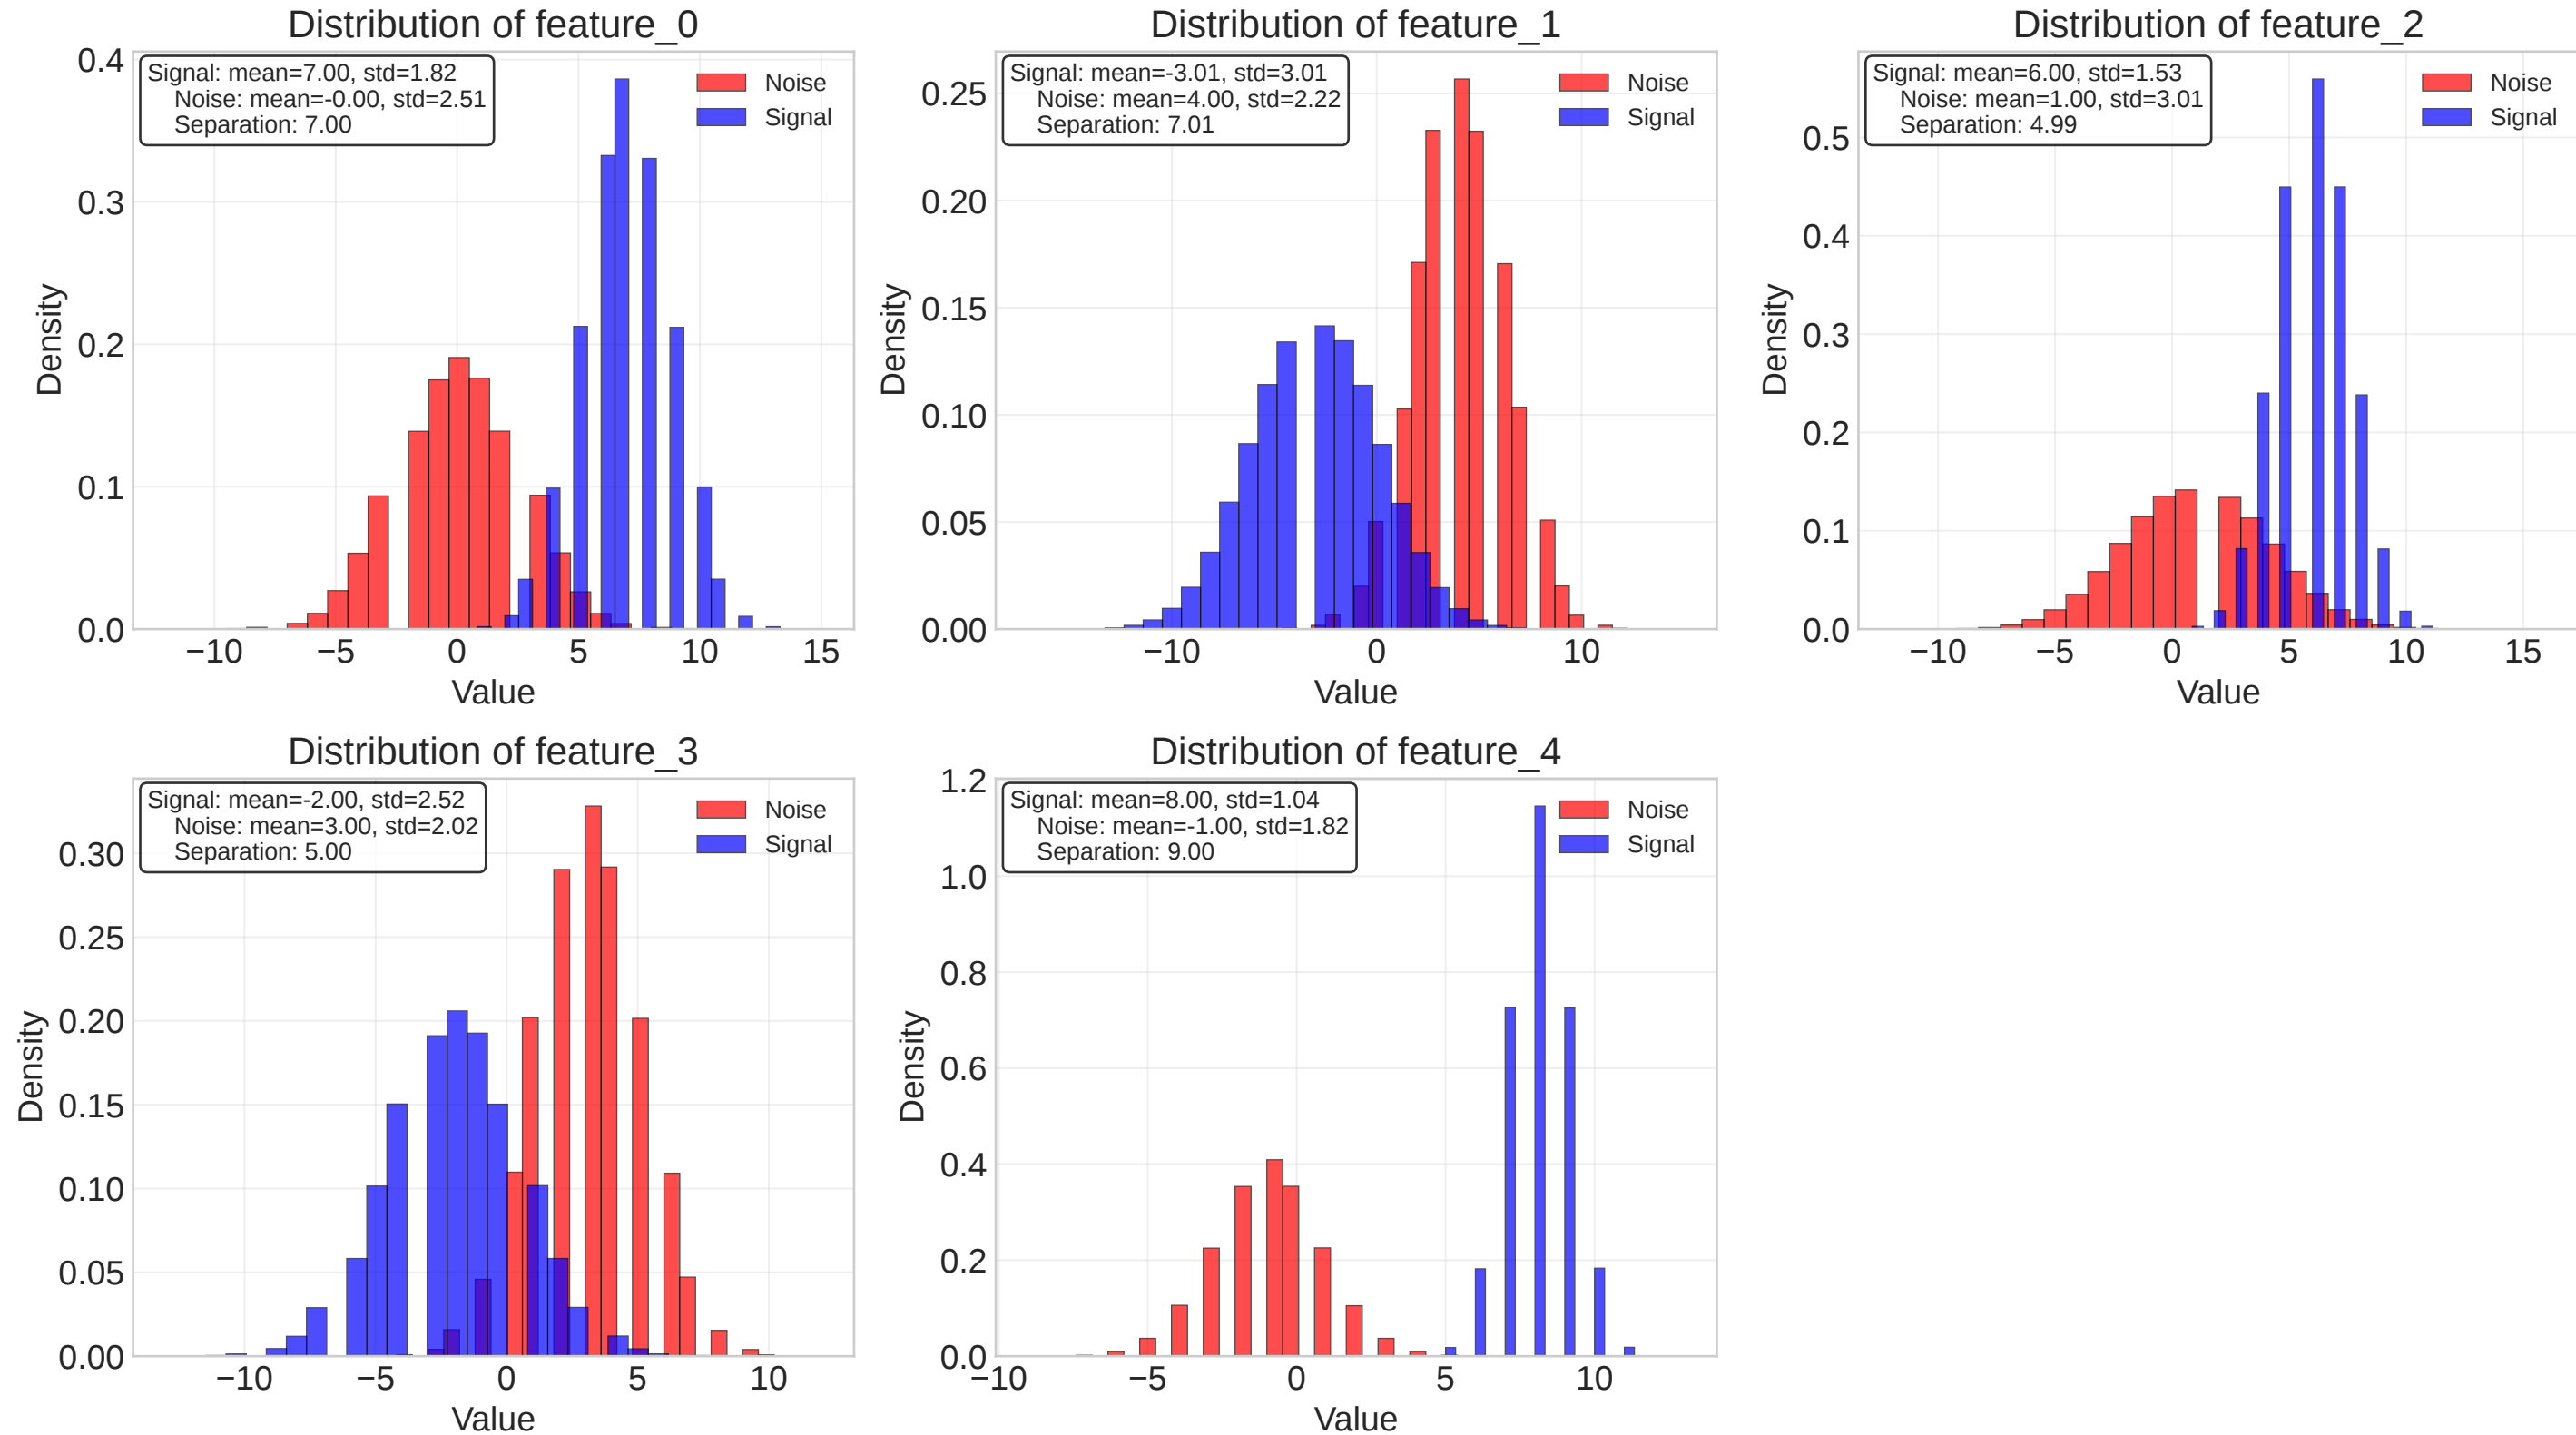 Distribution of feature_0
Signal: mean=7.00, std=1.82
Noise: mean=-0.00, std=2.51
Separation: 7.00
Noise
Signal
0.4
0.3
0.2
0.1
0.0
Density
−10 −5 0 5 10 15
Value
Distribution of feature_1
Signal: mean=-3.01, std=3.01
Noise: mean=4.00, std=2.22
Separation: 7.01
Noise
Signal
0.25
0.20
0.15
0.10
0.05
0.00
Density
−10 0 10
Value
Distribution of feature_2
Signal: mean=6.00, std=1.53
Noise: mean=1.00, std=3.01
Separation: 4.99
Noise
Signal
0.5
0.4
0.3
0.2
0.1
0.0
Density
−10 −5 0 5 10 15
Value
Distribution of feature_3
Signal: mean=-2.00, std=2.52
Noise: mean=3.00, std=2.02
Separation: 5.00
Noise
Signal
0.30
0.25
0.20
0.15
0.10
0.05
0.00
Density
−10 −5 0 5 10
Value
Distribution of feature_4
Signal: mean=8.00, std=1.04
Noise: mean=-1.00, std=1.82
Separation: 9.00
Noise
Signal
1.2
1.0
0.8
0.6
0.4
0.2
0.0
Density
−10 −5 0 5 10
Value